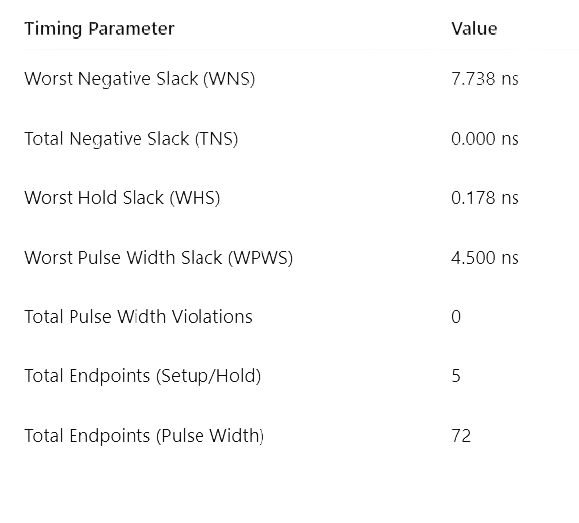 Timing Parameter Value
Worst Negative Slack (WNS) 7.738 ns
Total Negative Slack (TNS) 0.000 ns
Worst Hold Slack (WHS) 0.178 ns
Worst Pulse Width Slack (WPWS) 4.500 ns
Total Pulse Width Violations 0
Total Endpoints (Setup/Hold) 5
Total Endpoints (Pulse Width) 72